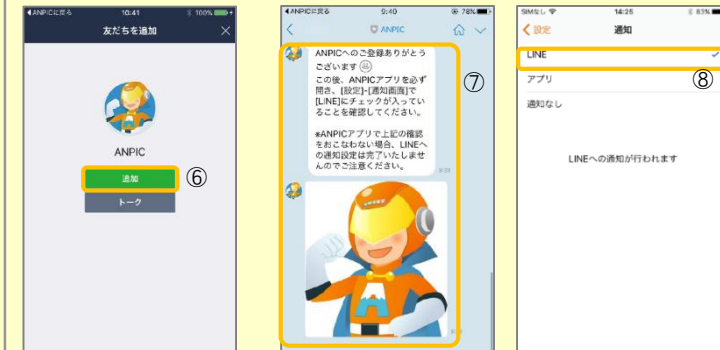 ◀ANPICに戻る 10:41 100%
友だちを追加 ×
ANPIC
追加
⑥
トーク
◀ANPICに戻る 9:40 78%
ANPIC
ANPICへのご登録ありがとう
ございます
この後、ANPICアプリを必ず
開き、[設定]-[通知画面]で
[LINE]にチェックが入ってい
ることを確認してください。
※ANPICアプリで上記の確認
をおこなわない場合、LINEへ
の通知設定は完了いたしませ
んのでご注意ください。
⑦
SIMなし 14:25 83%
設定 通知
LINE
アプリ
⑧
通知なし
LINEへの通知が行われます